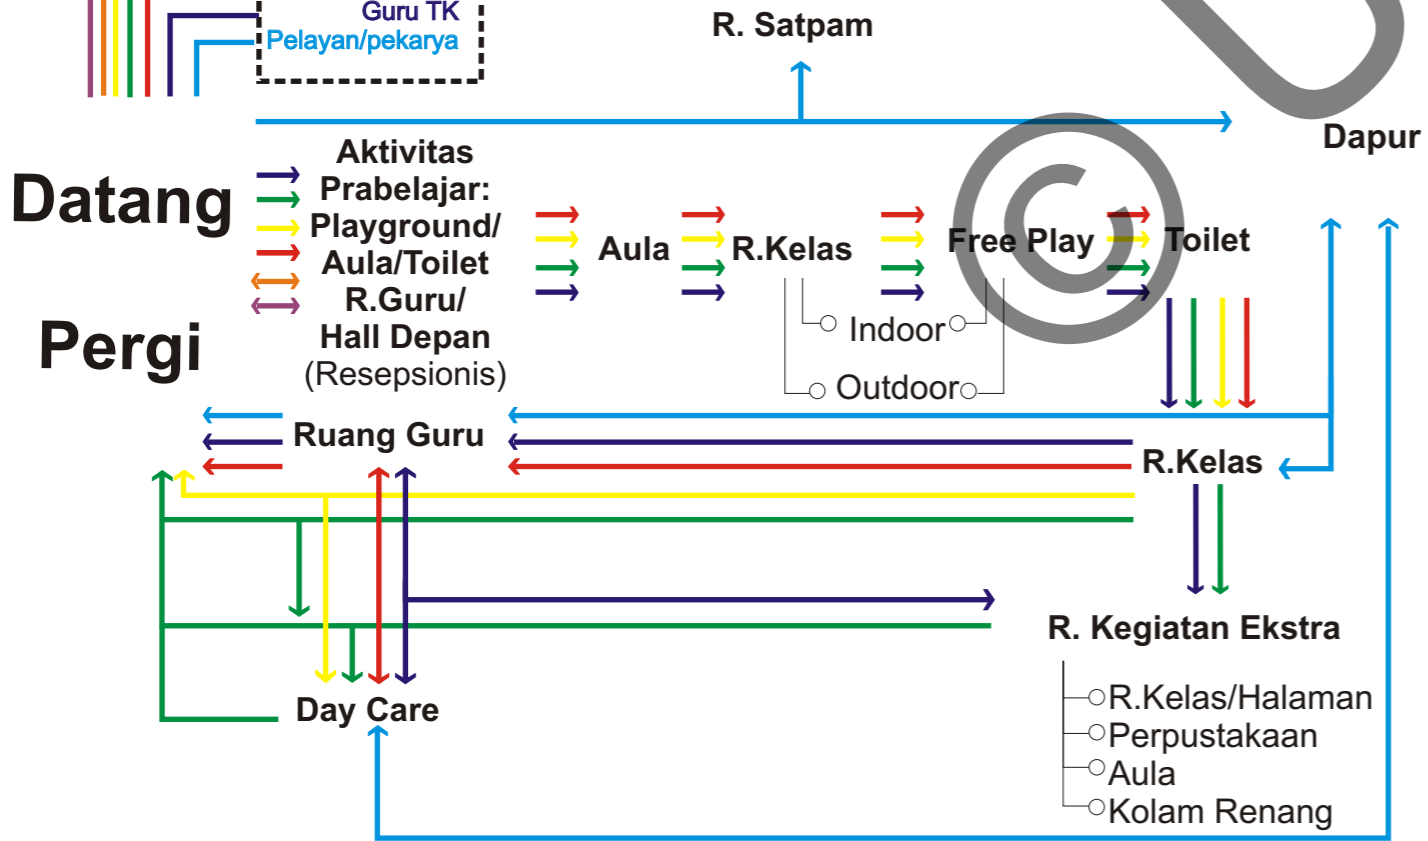 Guru TK
Pelayan/pekarya
R. Satpam
Dapur
Datang
Aktivitas
Prabelajar:
Playground/
Aula/Toilet
R.Guru/
Hall Depan
(Resepsionis)
Aula
R.Kelas
Free Play
Toilet
Indoor
Outdoor
Pergi
Ruang Guru
R.Kelas
R. Kegiatan Ekstra
R.Kelas/Halaman
Perpustakaan
Aula
Kolam Renang
Day Care
©